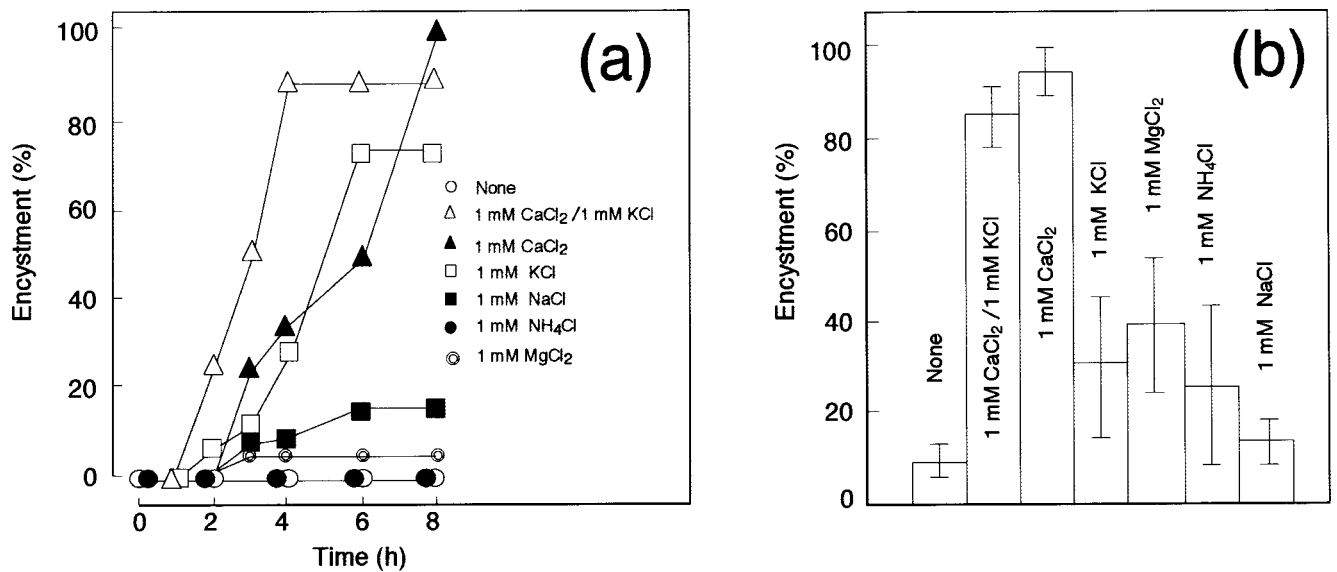 (a)
Encystment (%)
100
80
60
40
20
0
0 2 4 6 8
Time (h)
None
1 mM CaCl₂ / 1 mM KCl
1 mM CaCl₂
1 mM KCl
1 mM NaCl
1 mM NH₄Cl
1 mM MgCl₂
(b)
Encystment (%)
100
80
60
40
20
0
None
1 mM CaCl₂ / 1 mM KCl
1 mM CaCl₂
1 mM KCl
1 mM MgCl₂
1 mM NH₄Cl
1 mM NaCl